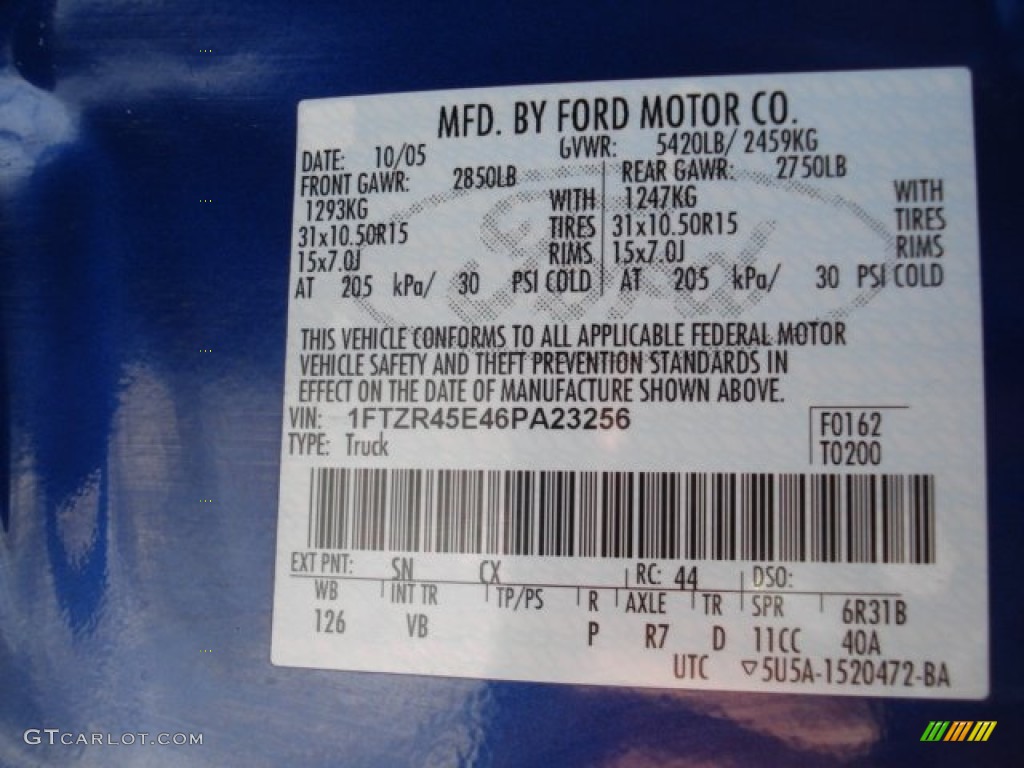 MFD. BY FORD MOTOR CO.
DATE: 10/05 GVWR: 5420LB/ 2459KG
FRONT GAWR: 2850LB REAR GAWR: 2750LB
1293KG WITH 1247KG WITH
31x10.50R15 TIRES 31x10.50R15 TIRES
15x7.0J RIMS 15x7.0J RIMS
AT 205 kPa/ 30 PSI COLD AT 205 kPa/ 30 PSI COLD
Ford
THIS VEHICLE CONFORMS TO ALL APPLICABLE FEDERAL MOTOR
VEHICLE SAFETY AND THEFT PREVENTION STANDARDS IN
EFFECT ON THE DATE OF MANUFACTURE SHOWN ABOVE.
VIN: 1FTZR45E46PA23256 F0162
TYPE: Truck T0200
EXT PNT: SN CX RC: 44 DSO:
WB INT TR TP/PS R AXLE TR SPR 6R31B
126 VB P R7 D 11CC 40A
UTC ▽5U5A-1520472-BA
GTCARLOT.COM